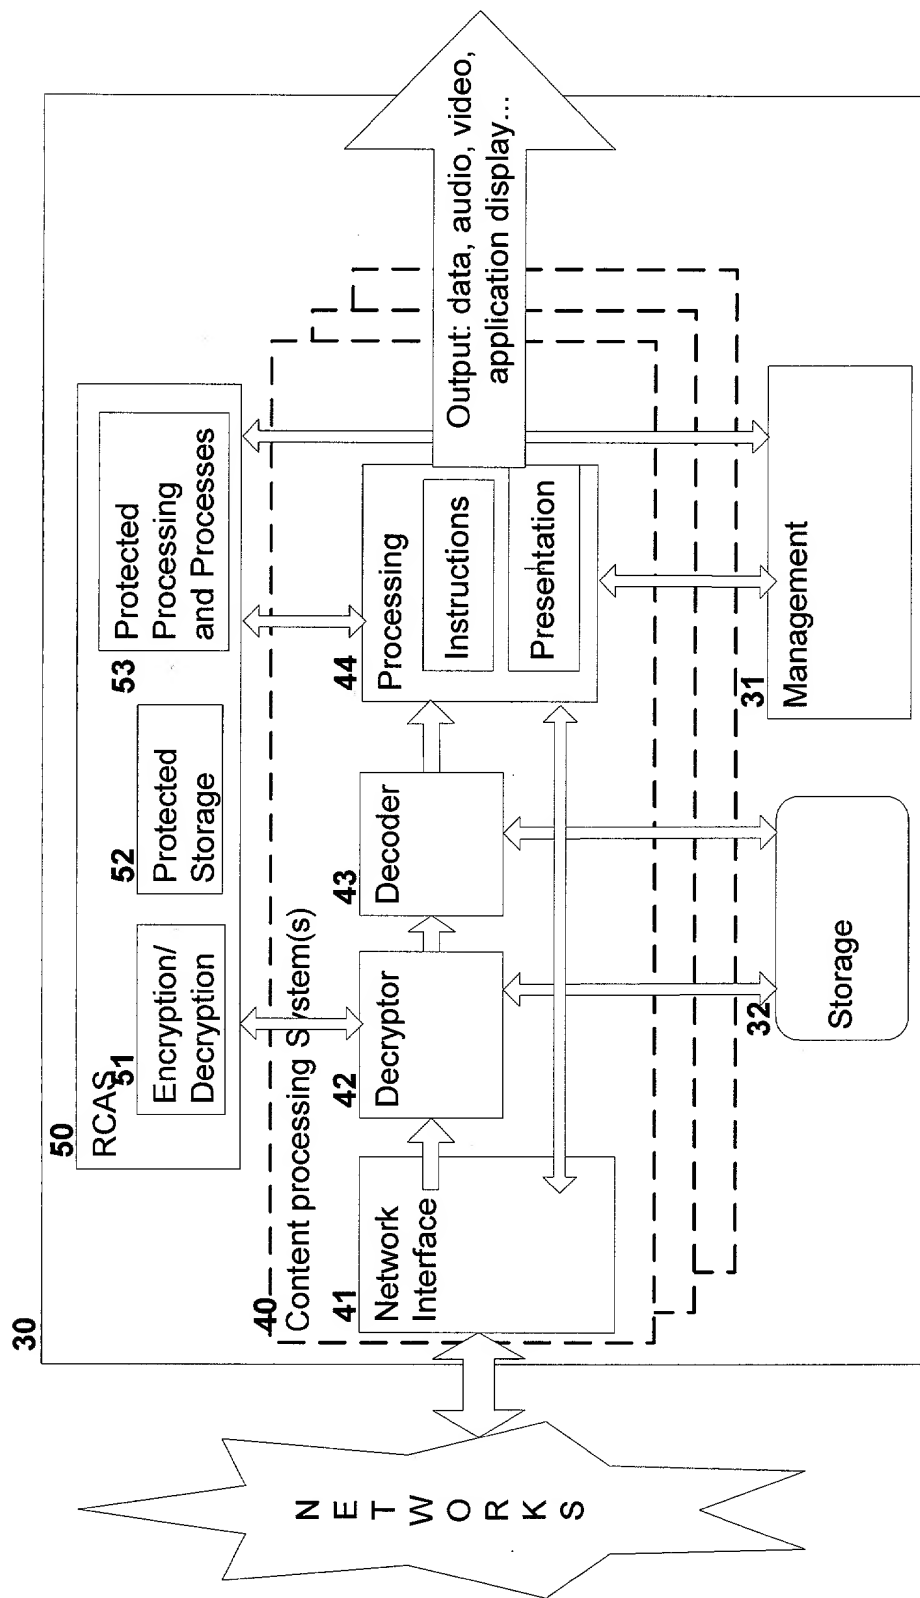 30
50
RCAS
51
Encryption/
Decryption
52
Protected
Storage
53
Protected
Processing
and Processes
40
Content processing System(s)
41
Network
Interface
42
Decryptor
43
Decoder
44
Processing
Instructions
Presentation
Output: data, audio, video,
application display...
32
Storage
31
Management
NETWORKS